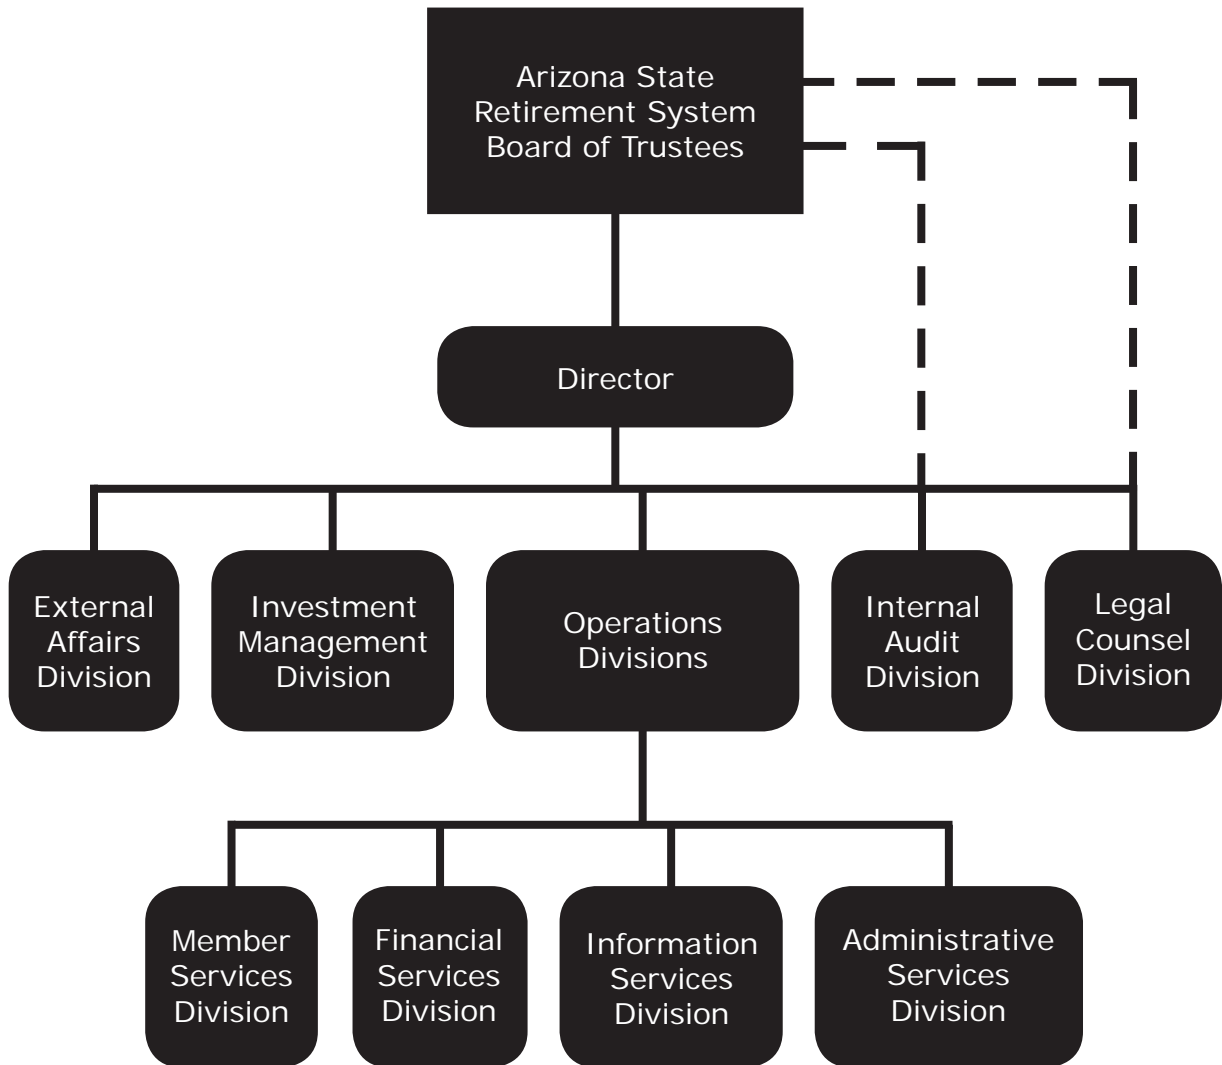 Arizona State
Retirement System
Board of Trustees
Director
External
Affairs
Division
Investment
Management
Division
Operations
Divisions
Internal
Audit
Division
Legal
Counsel
Division
Member
Services
Division
Financial
Services
Division
Information
Services
Division
Administrative
Services
Division